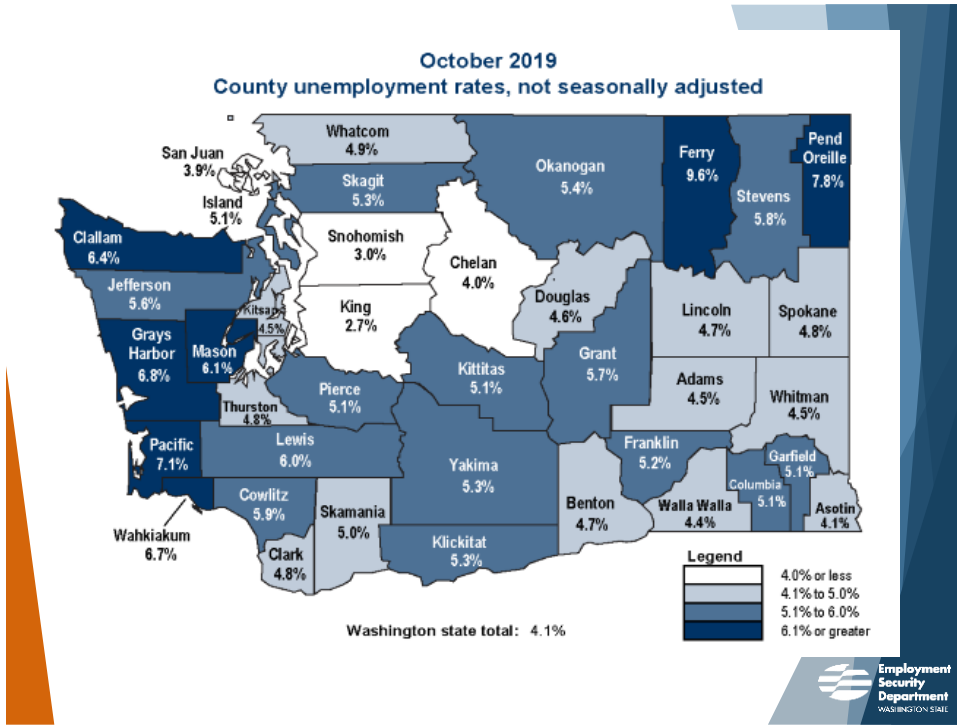 October 2019
County unemployment rates, not seasonally adjusted
Whatcom
4.9%
San Juan
3.9%
Skagit
5.3%
Island
5.1%
Okanogan
5.4%
Ferry
9.6%
Pend
Oreille
7.8%
Stevens
5.8%
Clallam
6.4%
Snohomish
3.0%
Chelan
4.0%
Jefferson
5.6%
Kitsap
4.5%
King
2.7%
Douglas
4.6%
Lincoln
4.7%
Spokane
4.8%
Grays
Harbor
6.8%
Mason
6.1%
Kittitas
5.1%
Grant
5.7%
Pierce
5.1%
Adams
4.5%
Whitman
4.5%
Thurston
4.8%
Pacific
7.1%
Lewis
6.0%
Yakima
5.3%
Franklin
5.2%
Garfield
5.1%
Columbia
5.1%
Cowlitz
5.9%
Skamania
5.0%
Benton
4.7%
Walla Walla
4.4%
Asotin
4.1%
Wahkiakum
6.7%
Clark
4.8%
Klickitat
5.3%
Legend
4.0% or less
4.1% to 5.0%
5.1% to 6.0%
6.1% or greater
Washington state total: 4.1%
Employment
Security
Department
WASHINGTON STATE